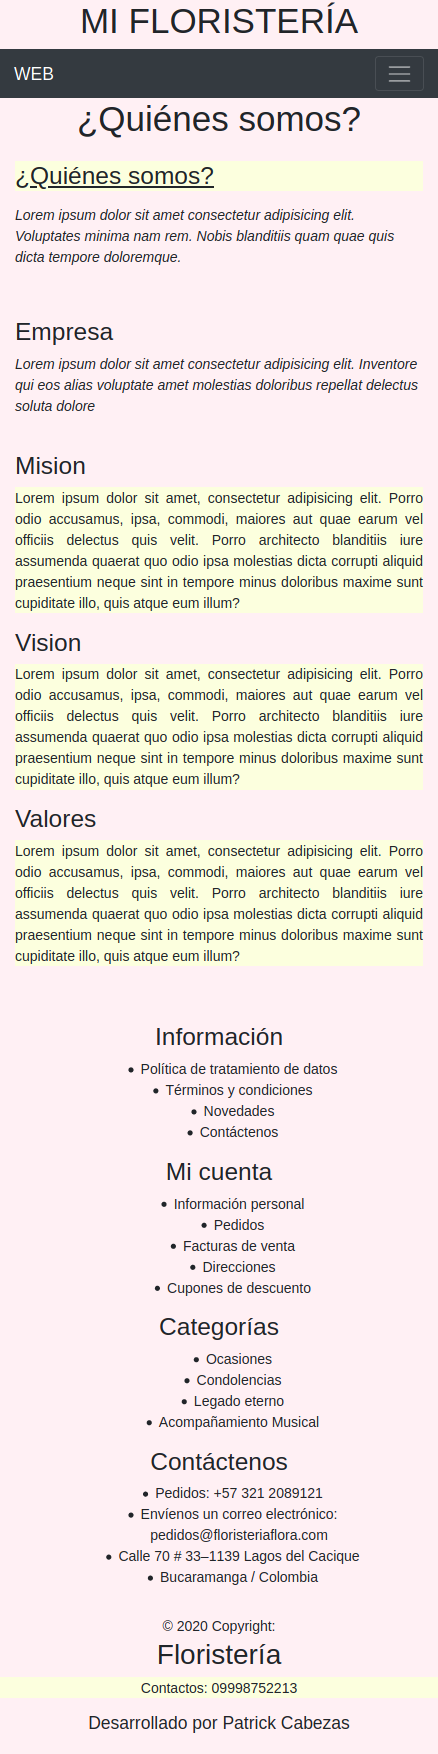 MI FLORISTERÍA
WEB
¿Quiénes somos?
¿Quiénes somos?
Lorem ipsum dolor sit amet consectetur adipisicing elit.
Voluptates minima nam rem. Nobis blanditiis quam quae quis
dicta tempore doloremque.
Empresa
Lorem ipsum dolor sit amet consectetur adipisicing elit. Inventore
qui eos alias voluptate amet molestias doloribus repellat delectus
soluta dolore
Mision
Lorem ipsum dolor sit amet, consectetur adipisicing elit. Porro
odio accusamus, ipsa, commodi, maiores aut quae earum vel
officiis delectus quis velit. Porro architecto blanditiis iure
assumenda quaerat quo odio ipsa molestias dicta corrupti aliquid
praesentium neque sint in tempore minus doloribus maxime sunt
cupiditate illo, quis atque eum illum?
Vision
Lorem ipsum dolor sit amet, consectetur adipisicing elit. Porro
odio accusamus, ipsa, commodi, maiores aut quae earum vel
officiis delectus quis velit. Porro architecto blanditiis iure
assumenda quaerat quo odio ipsa molestias dicta corrupti aliquid
praesentium neque sint in tempore minus doloribus maxime sunt
cupiditate illo, quis atque eum illum?
Valores
Lorem ipsum dolor sit amet, consectetur adipisicing elit. Porro
odio accusamus, ipsa, commodi, maiores aut quae earum vel
officiis delectus quis velit. Porro architecto blanditiis iure
assumenda quaerat quo odio ipsa molestias dicta corrupti aliquid
praesentium neque sint in tempore minus doloribus maxime sunt
cupiditate illo, quis atque eum illum?
Información
• Política de tratamiento de datos
• Términos y condiciones
• Novedades
• Contáctenos
Mi cuenta
• Información personal
• Pedidos
• Facturas de venta
• Direcciones
• Cupones de descuento
Categorías
• Ocasiones
• Condolencias
• Legado eterno
• Acompañamiento Musical
Contáctenos
• Pedidos: +57 321 2089121
• Envíenos un correo electrónico:
pedidos@floristeriaflora.com
• Calle 70 # 33–1139 Lagos del Cacique
• Bucaramanga / Colombia
© 2020 Copyright:
Floristería
Contactos: 09998752213
Desarrollado por Patrick Cabezas